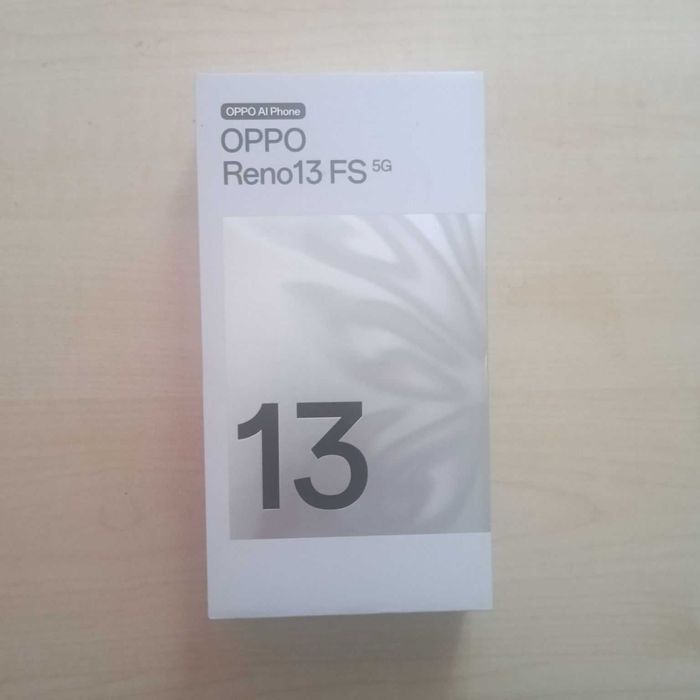 OPPO AI Phone
OPPO
Reno13 FS 5G
13